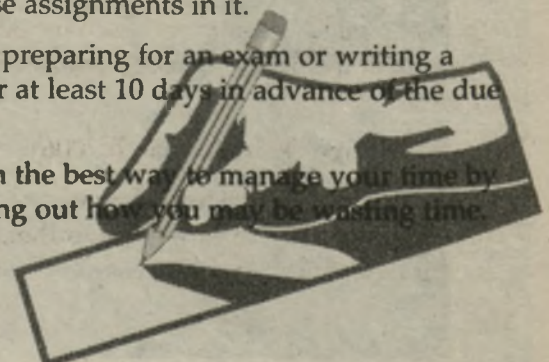 se assignments in it.
preparing for an exam or writing a
r at least 10 days in advance of the due
n the best way to manage your time by
ng out how you may be wasting time.